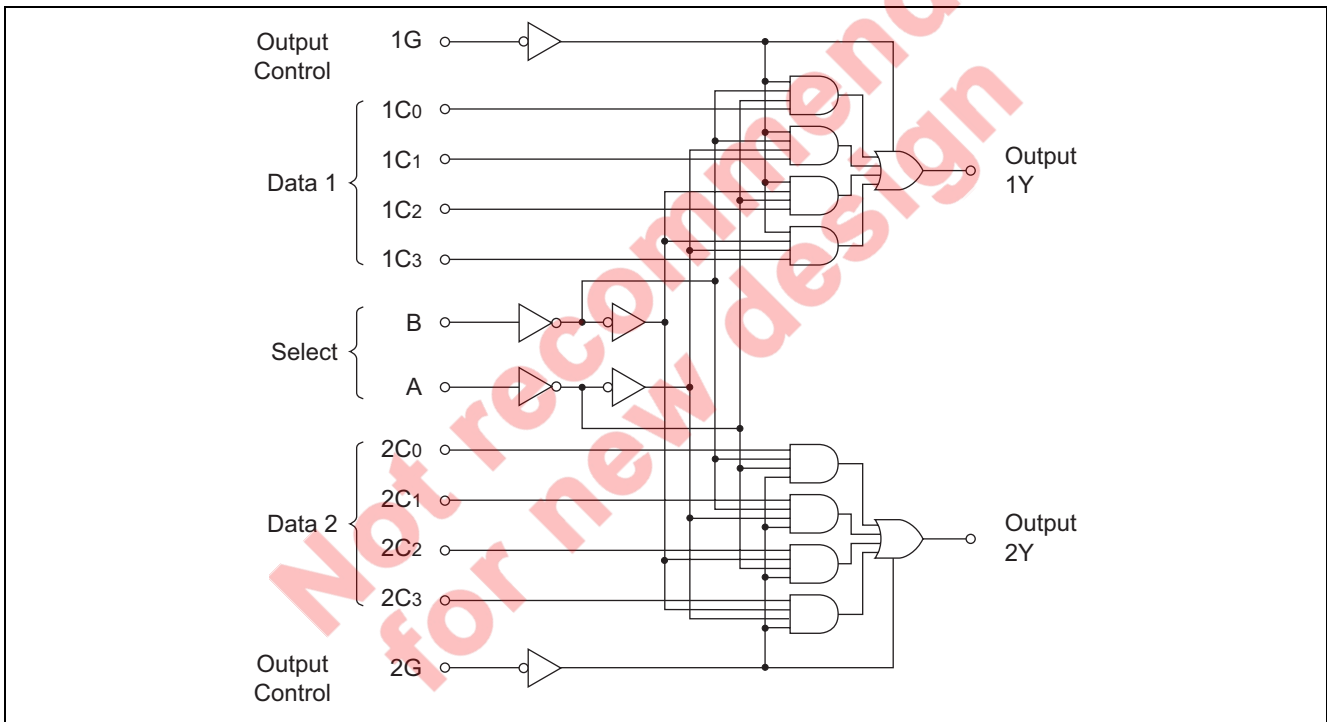 Output
Control
1G
1C0
1C1
Data 1
1C2
1C3
B
Select
A
2C0
2C1
Data 2
2C2
2C3
Output
Control
2G
Output
1Y
Output
2Y
Not recommend
for new design